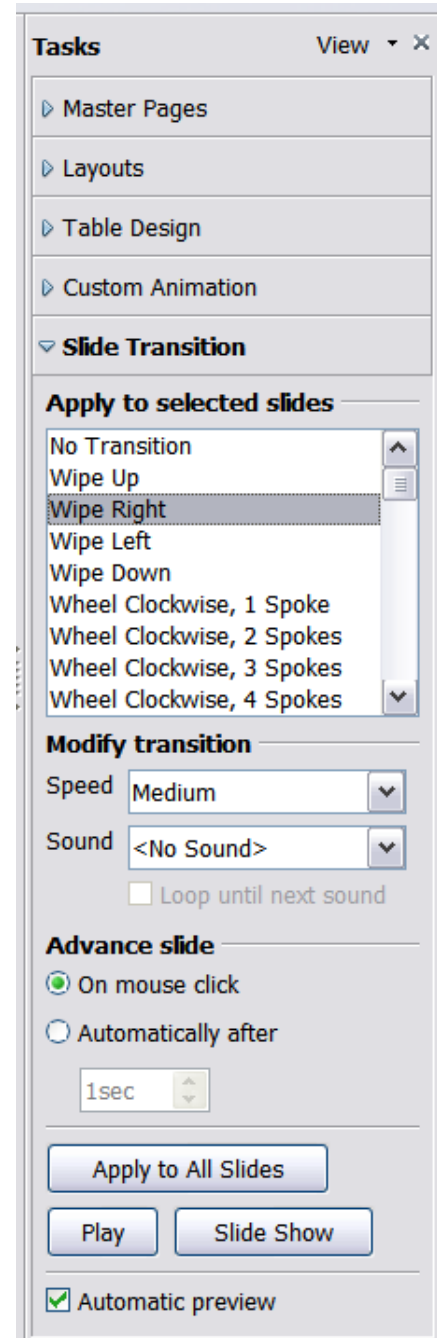 Tasks View
Master Pages
Layouts
Table Design
Custom Animation
Slide Transition
Apply to selected slides
No Transition
Wipe Up
Wipe Right
Wipe Left
Wipe Down
Wheel Clockwise, 1 Spoke
Wheel Clockwise, 2 Spokes
Wheel Clockwise, 3 Spokes
Wheel Clockwise, 4 Spokes
Modify transition
Speed Medium
Sound <No Sound>
Loop until next sound
Advance slide
On mouse click
Automatically after
1sec
Apply to All Slides
Play Slide Show
Automatic preview